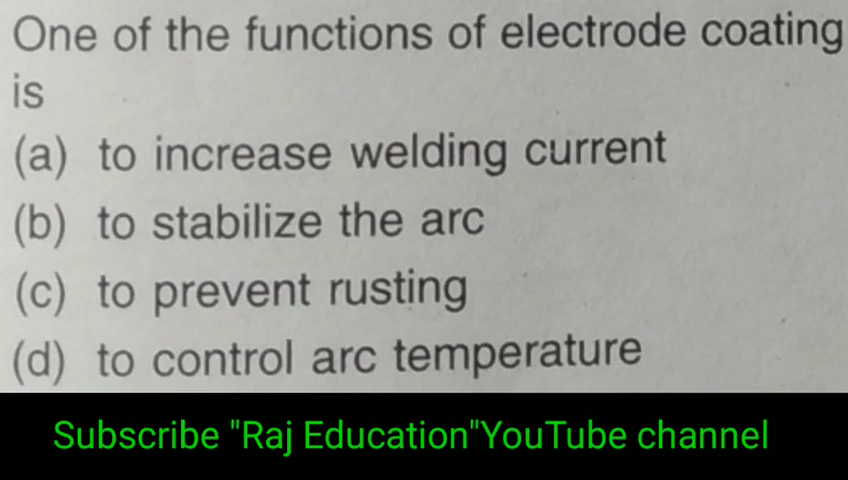 One of the functions of electrode coating
is
(a) to increase welding current
(b) to stabilize the arc
(c) to prevent rusting
(d) to control arc temperature
Subscribe "Raj Education"YouTube channel